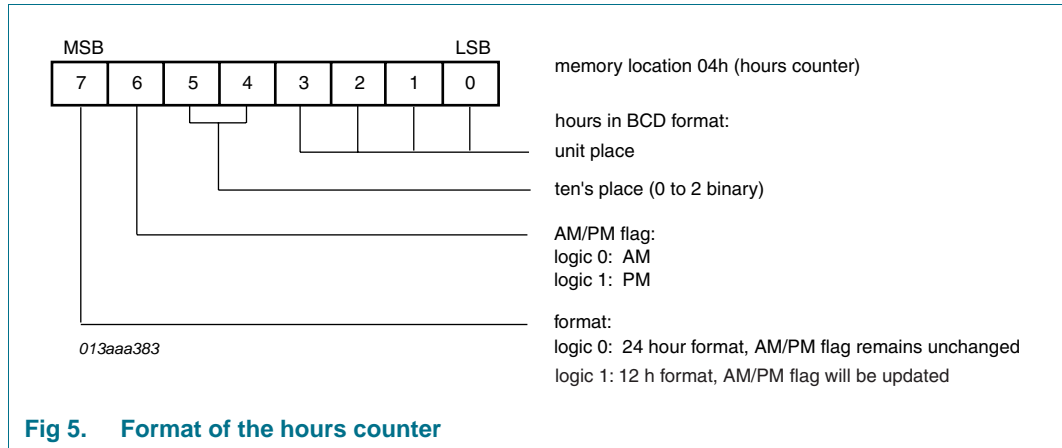 MSB LSB
7 6 5 4 3 2 1 0
memory location 04h (hours counter)
hours in BCD format:
unit place
ten's place (0 to 2 binary)
AM/PM flag:
logic 0: AM
logic 1: PM
format:
logic 0: 24 hour format, AM/PM flag remains unchanged
logic 1: 12 h format, AM/PM flag will be updated
013aaa383
Fig 5. Format of the hours counter